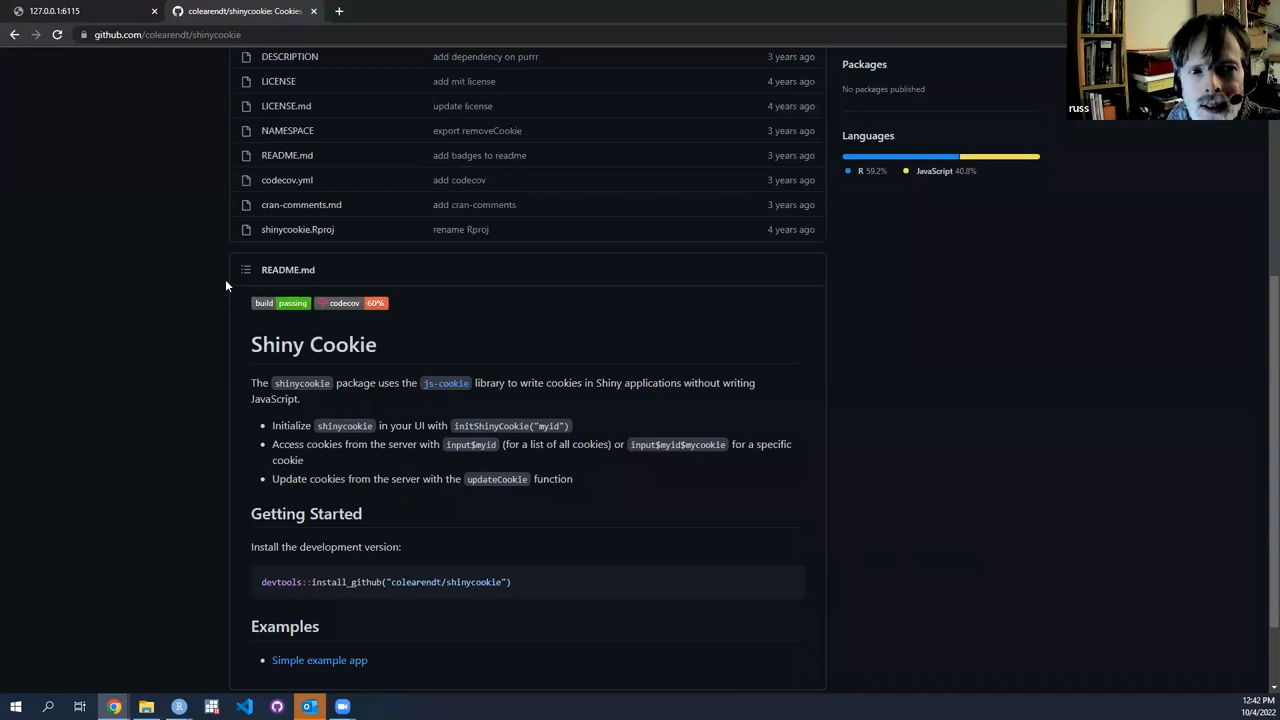 127.0.0.1:6115
colearendt/shinycookie: Cookies
github.com/colearendt/shinycookie
DESCRIPTION add dependency on purrr 3 years ago
LICENSE add mit license 4 years ago
LICENSE.md update license 4 years ago
NAMESPACE export removeCookie 3 years ago
README.md add badges to readme 3 years ago
codecov.yml add codecov 3 years ago
cran-comments.md add cran-comments 3 years ago
shinycookie.Rproj rename Rproj 4 years ago
Packages
No packages published
Languages
R 59.2% JavaScript 40.8%
russ
README.md
build passing codecov 60%
Shiny Cookie
The shinycookie package uses the js-cookie library to write cookies in Shiny applications without writing
JavaScript.
• Initialize shinycookie in your UI with initShinyCookie("myid")
• Access cookies from the server with input$myid (for a list of all cookies) or input$myid$mycookie for a specific
cookie
• Update cookies from the server with the updateCookie function
Getting Started
Install the development version:
devtools::install_github("colearendt/shinycookie")
Examples
• Simple example app
12:42 PM
10/4/2022